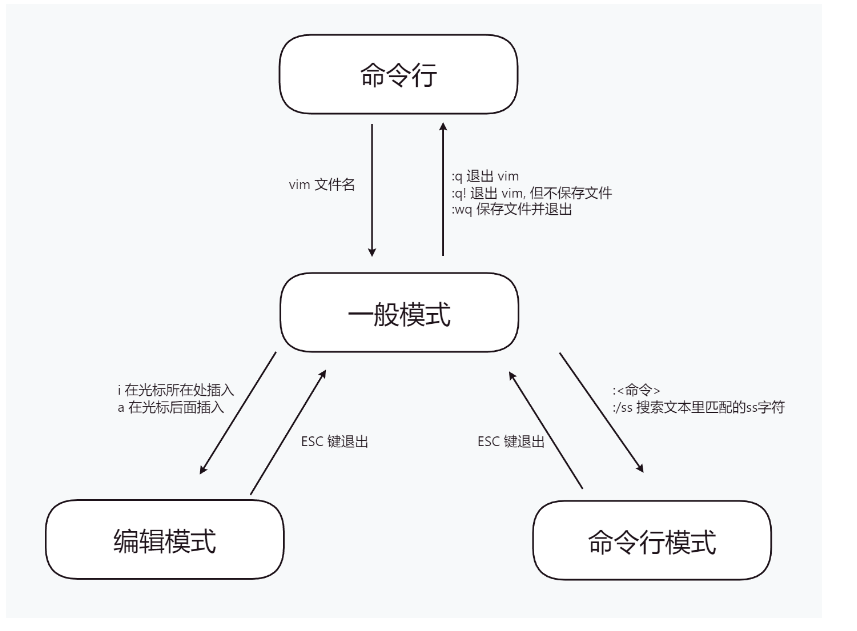 命令行
vim 文件名
:q 退出 vim
:q! 退出 vim, 但不保存文件
:wq 保存文件并退出
一般模式
i 在光标所在处插入
a 在光标后面插入
:<命令>
:/ss 搜索文本里匹配的ss字符
ESC 键退出
ESC 键退出
编辑模式
命令行模式